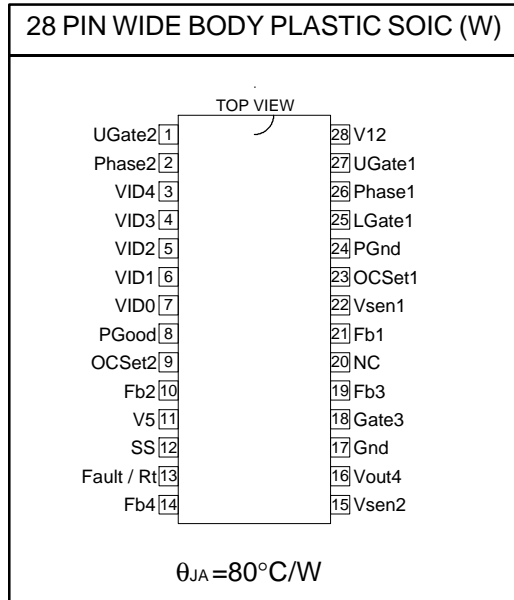 28 PIN WIDE BODY PLASTIC SOIC (W)
TOP VIEW
UGate2 1 28 V12
Phase2 2 27 UGate1
VID4 3 26 Phase1
VID3 4 25 LGate1
VID2 5 24 PGnd
VID1 6 23 OCSet1
VID0 7 22 Vsen1
PGood 8 21 Fb1
OCSet2 9 20 NC
Fb2 10 19 Fb3
V5 11 18 Gate3
SS 12 17 Gnd
Fault / Rt 13 16 Vout4
Fb4 14 15 Vsen2
θJA =80°C/W